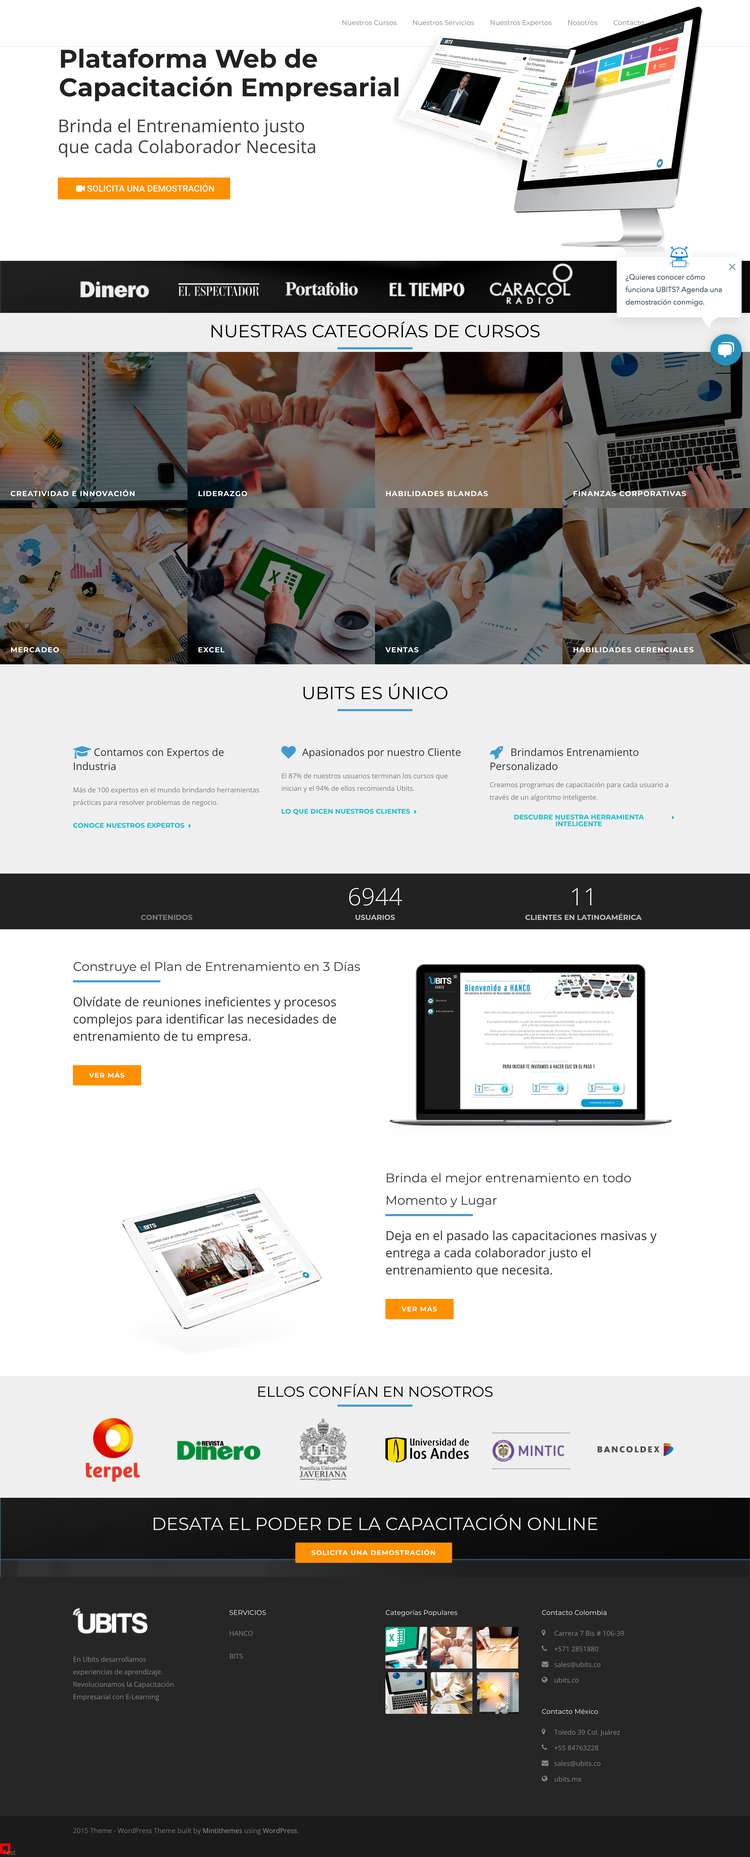 Nuestros Cursos Nuestros Servicios Nuestros Expertos Nosotros Contacto
Plataforma Web de
Capacitación Empresarial
Brinda el Entrenamiento justo
que cada Colaborador Necesita
SOLICITA UNA DEMOSTRACIÓN
Dinero EL ESPECTADOR Portafolio EL TIEMPO CARACOL
RADIO
¿Quieres conocer cómo
funciona UBITS? Agenda una
demostración conmigo.
NUESTRAS CATEGORÍAS DE CURSOS
CREATIVIDAD E INNOVACIÓN
LIDERAZGO
HABILIDADES BLANDAS
FINANZAS CORPORATIVAS
MERCADEO
EXCEL
VENTAS
HABILIDADES GERENCIALES
UBITS ES ÚNICO
Contamos con Expertos de
Industria
Más de 100 expertos en el mundo brindando herramientas
prácticas para resolver problemas de negocio.
CONOCE NUESTROS EXPERTOS
Apasionados por nuestro Cliente
El 87% de nuestros usuarios terminan los cursos que
inician y el 94% de ellos recomienda Ubits.
LO QUE DICEN NUESTROS CLIENTES
Brindamos Entrenamiento
Personalizado
Creamos programas de capacitación para cada usuario a
través de un algoritmo inteligente.
DESCUBRE NUESTRA HERRAMIENTA
INTELIGENTE
CONTENIDOS
6944
USUARIOS
11
CLIENTES EN LATINOAMÉRICA
Construye el Plan de Entrenamiento en 3 Días
Olvídate de reuniones ineficientes y procesos
complejos para identificar las necesidades de
entrenamiento de tu empresa.
VER MÁS
UBITS
Bienvenido a HANCO
PARA INICIAR TE INVITAMOS A HACER CLIC EN EL PASO 1
UBITS
Brinda el mejor entrenamiento en todo
Momento y Lugar
Deja en el pasado las capacitaciones masivas y
entrega a cada colaborador justo el
entrenamiento que necesita.
VER MÁS
ELLOS CONFÍAN EN NOSOTROS
terpel
REVISTA
Dinero
Pontificia Universidad
JAVERIANA
Universidad de
los Andes
MINTIC
BANCOLDEX
DESATA EL PODER DE LA CAPACITACIÓN ONLINE
SOLICITA UNA DEMOSTRACIÓN
UBITS
En Ubits desarrollamos
experiencias de aprendizaje.
Revolucionamos la Capacitación
Empresarial con E-Learning
SERVICIOS
HANCO
BITS
Categorías Populares
Contacto Colombia
Carrera 7 Bis # 106-39
+571 2851880
sales@ubits.co
ubits.co
Contacto México
Toledo 39 Col. Juárez
+55 84763228
sales@ubits.co
ubits.mx
2015 Theme - WordPress Theme built by Mintithemes using WordPress.